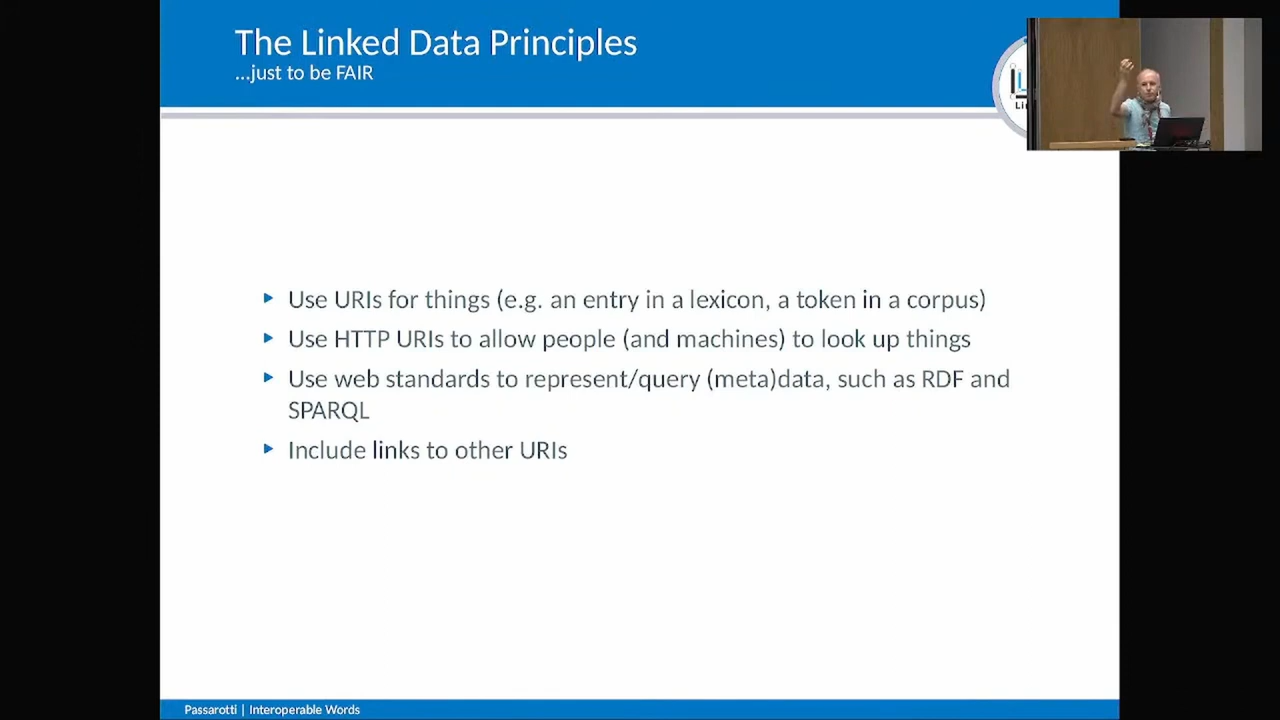 The Linked Data Principles
...just to be FAIR
Use URIs for things (e.g. an entry in a lexicon, a token in a corpus)
Use HTTP URIs to allow people (and machines) to look up things
Use web standards to represent/query (meta)data, such as RDF and
SPARQL
Include links to other URIs
Passarotti | Interoperable Words